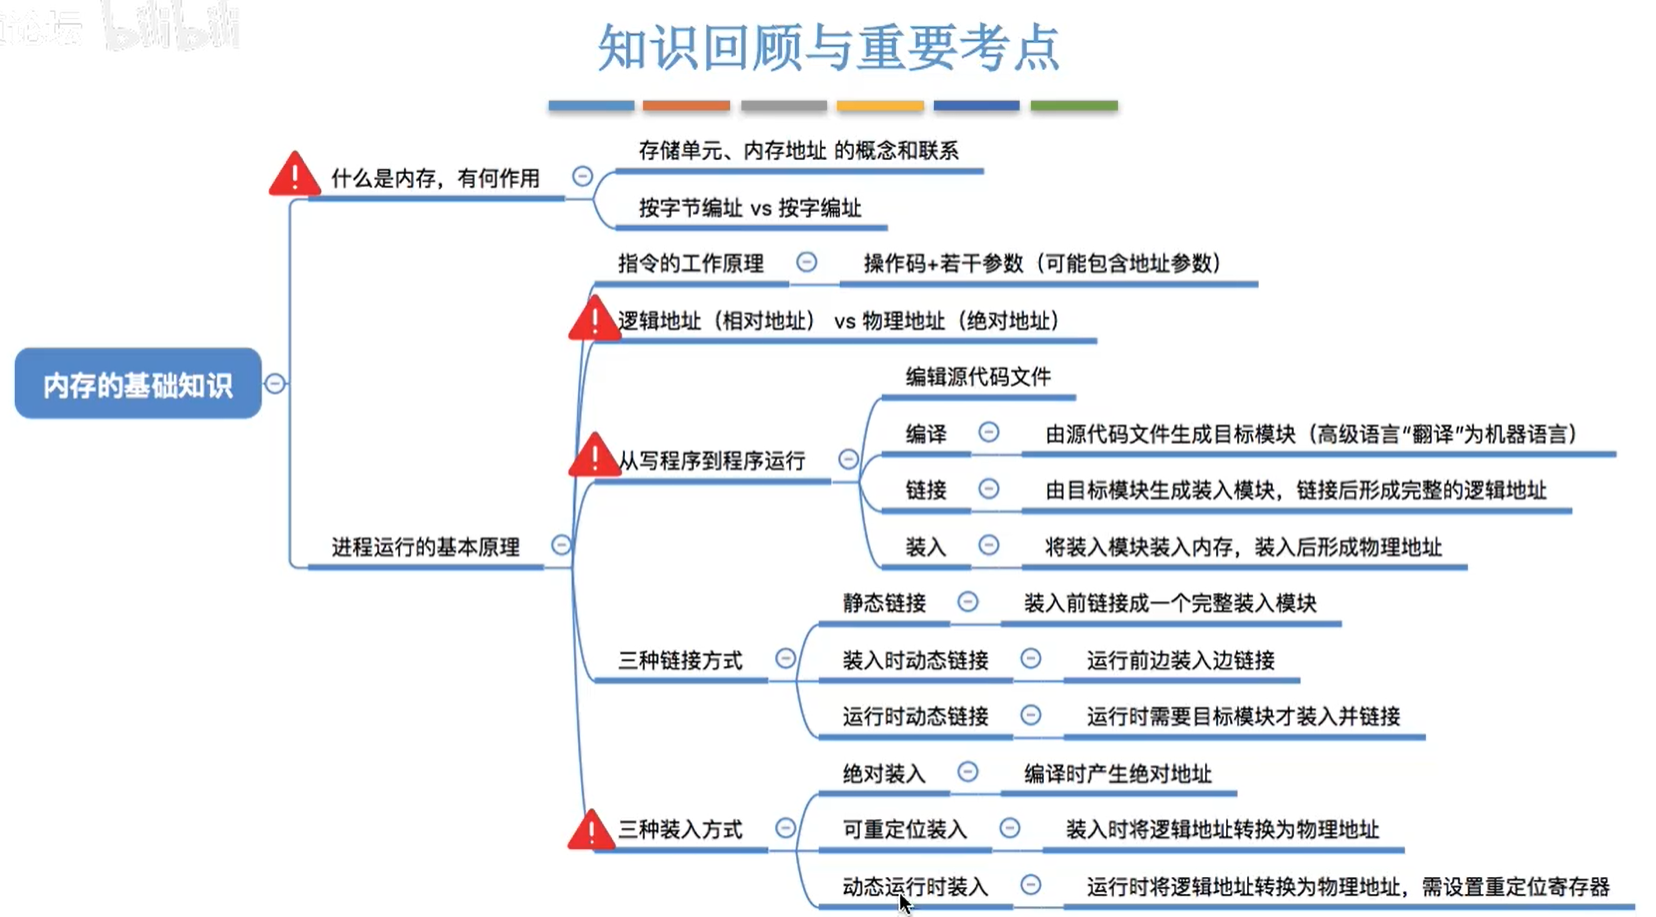 论坛 bilibili
知识回顾与重要考点
什么是内存，有何作用
存储单元、内存地址 的概念和联系
按字节编址 vs 按字编址
内存的基础知识
进程运行的基本原理
指令的工作原理
操作码+若干参数（可能包含地址参数）
逻辑地址（相对地址） vs 物理地址（绝对地址）
从写程序到程序运行
编辑源代码文件
编译
由源代码文件生成目标模块（高级语言“翻译”为机器语言）
链接
由目标模块生成装入模块，链接后形成完整的逻辑地址
装入
将装入模块装入内存，装入后形成物理地址
三种链接方式
静态链接
装入前链接成一个完整装入模块
装入时动态链接
运行前边装入边链接
运行时动态链接
运行时需要目标模块才装入并链接
三种装入方式
绝对装入
编译时产生绝对地址
可重定位装入
装入时将逻辑地址转换为物理地址
动态运行时装入
运行时将逻辑地址转换为物理地址，需设置重定位寄存器